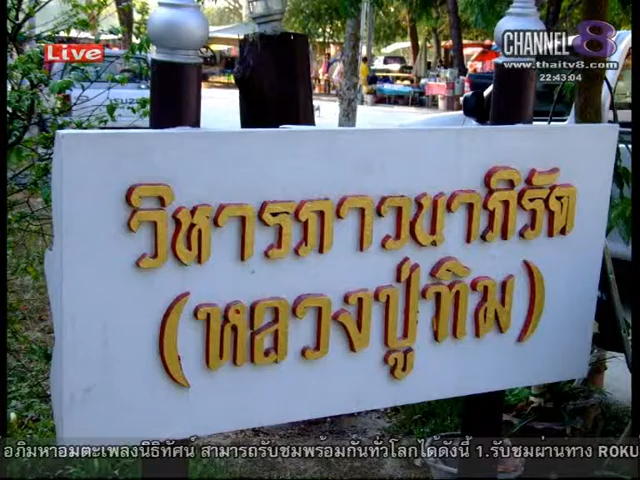 Live
CHANNEL 8
www.thaitv8.com
22:43:04
ISUZU
วิหารภาวนาภิรัต
(หลวงปู่ทิม)
อภิมหาอมตะเพลงนิธิทัศน์ สามารถรับชมพร้อมกันทั่วโลกได้ดังนี้ 1.รับชมผ่านทาง ROKU